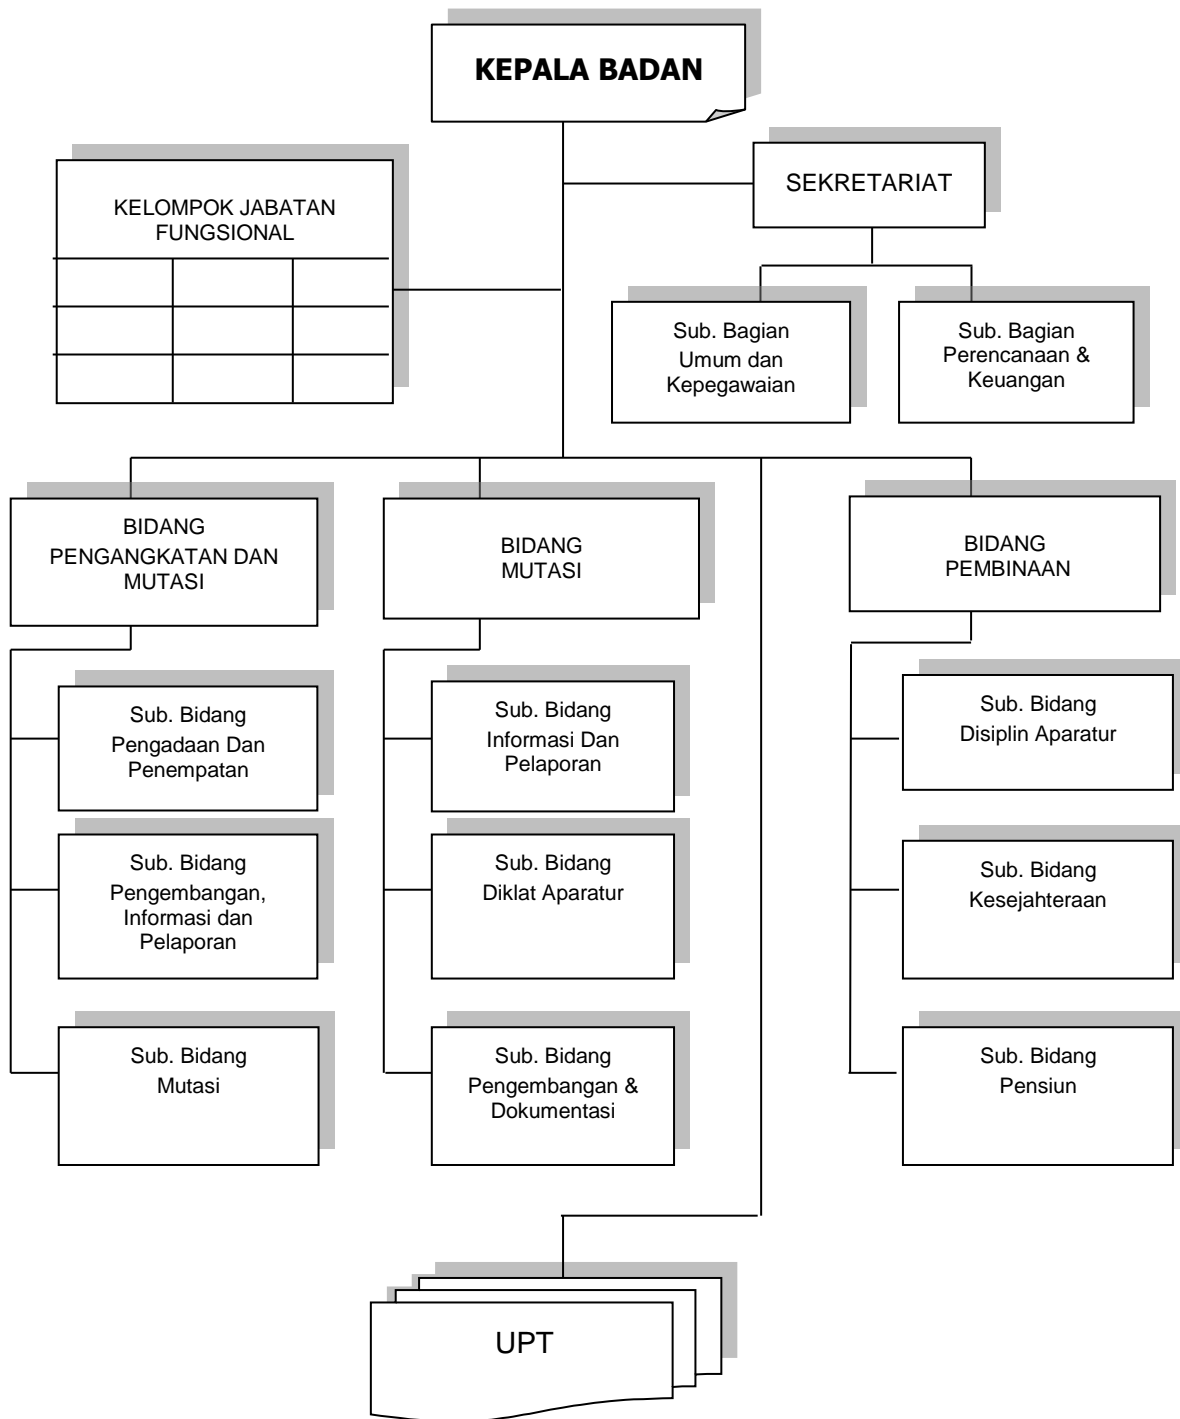 KEPALA BADAN
SEKRETARIAT
KELOMPOK JABATAN
FUNGSIONAL
Sub. Bagian
Umum dan
Kepegawaian
Sub. Bagian
Perencanaan &
Keuangan
BIDANG
PENGANGKATAN DAN
MUTASI
BIDANG
MUTASI
BIDANG
PEMBINAAN
Sub. Bidang
Pengadaan Dan
Penempatan
Sub. Bidang
Informasi Dan
Pelaporan
Sub. Bidang
Disiplin Aparatur
Sub. Bidang
Pengembangan,
Informasi dan
Pelaporan
Sub. Bidang
Diklat Aparatur
Sub. Bidang
Kesejahteraan
Sub. Bidang
Mutasi
Sub. Bidang
Pengembangan &
Dokumentasi
Sub. Bidang
Pensiun
UPT